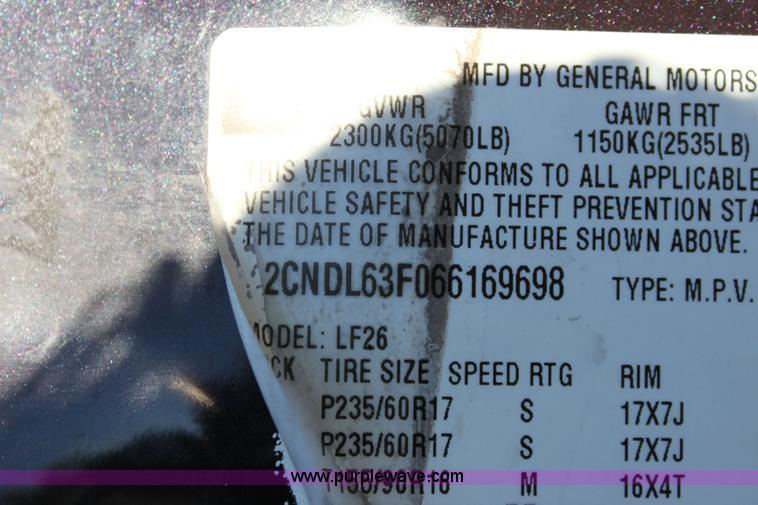 MFD BY GENERAL MOTORS
GVWR GAWR FRT
2300KG(5070LB) 1150KG(2535LB)
THIS VEHICLE CONFORMS TO ALL APPLICABLE
VEHICLE SAFETY AND THEFT PREVENTION STA
THE DATE OF MANUFACTURE SHOWN ABOVE.
2CNDL63F066169698 TYPE: M.P.V.
MODEL: LF26
CK TIRE SIZE SPEED RTG RIM
P235/60R17 S 17X7J
P235/60R17 S 17X7J
www.purplewave.com
M 16X4T